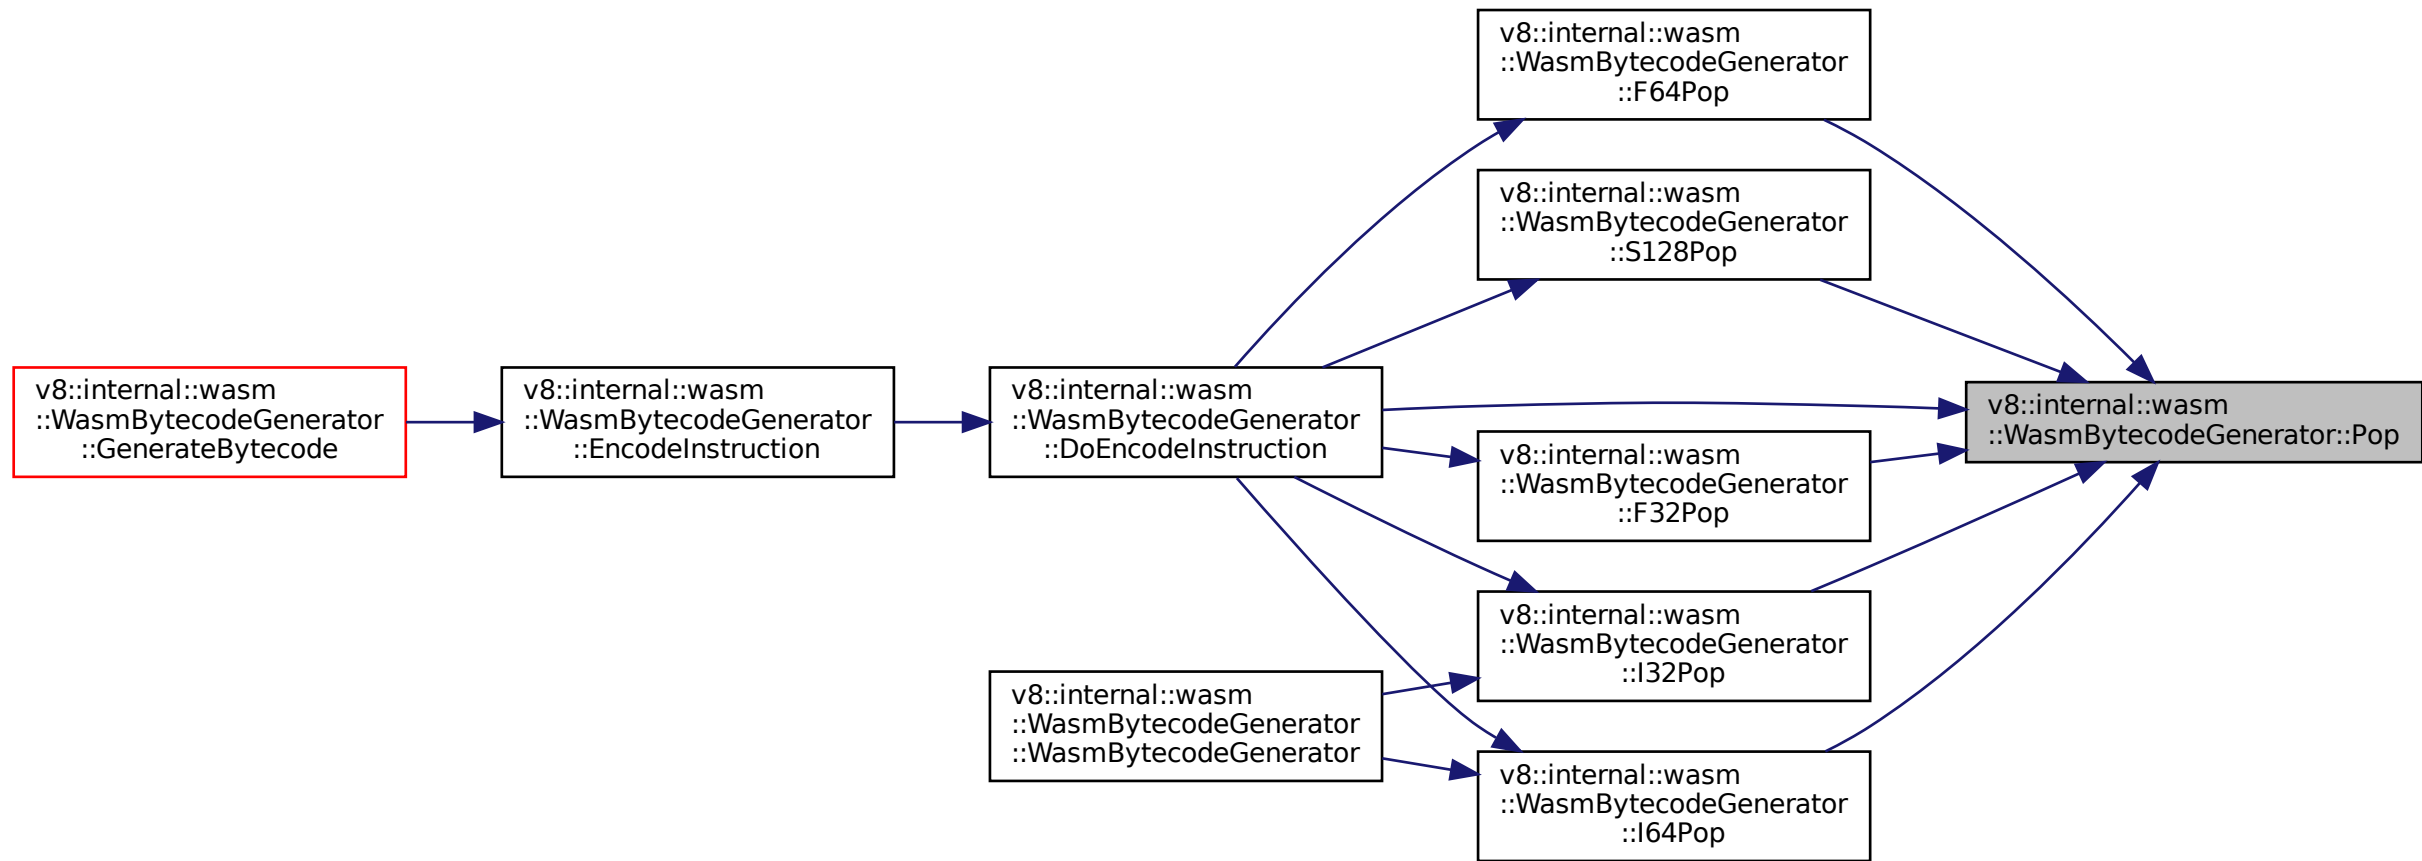 v8::internal::wasm
::WasmBytecodeGenerator
::GenerateBytecode
v8::internal::wasm
::WasmBytecodeGenerator
::EncodeInstruction
v8::internal::wasm
::WasmBytecodeGenerator
::DoEncodeInstruction
v8::internal::wasm
::WasmBytecodeGenerator
::WasmBytecodeGenerator
v8::internal::wasm
::WasmBytecodeGenerator
::F64Pop
v8::internal::wasm
::WasmBytecodeGenerator
::S128Pop
v8::internal::wasm
::WasmBytecodeGenerator
::F32Pop
v8::internal::wasm
::WasmBytecodeGenerator
::I32Pop
v8::internal::wasm
::WasmBytecodeGenerator
::I64Pop
v8::internal::wasm
::WasmBytecodeGenerator::Pop